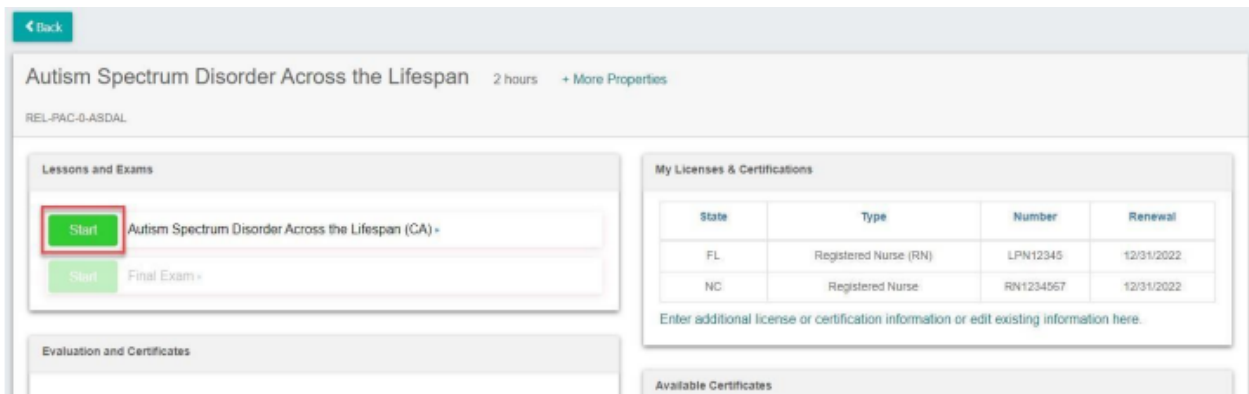 Back
Autism Spectrum Disorder Across the Lifespan 2 hours + More Properties
REL-PAC-0-ASDAL
Lessons and Exams
Start Autism Spectrum Disorder Across the Lifespan (CA) »
Start Final Exam »
Evaluation and Certificates
My Licenses & Certifications
State Type Number Renewal
FL Registered Nurse (RN) LPN12345 12/31/2022
NC Registered Nurse RN1234567 12/31/2022
Enter additional license or certification information or edit existing information here.
Available Certificates